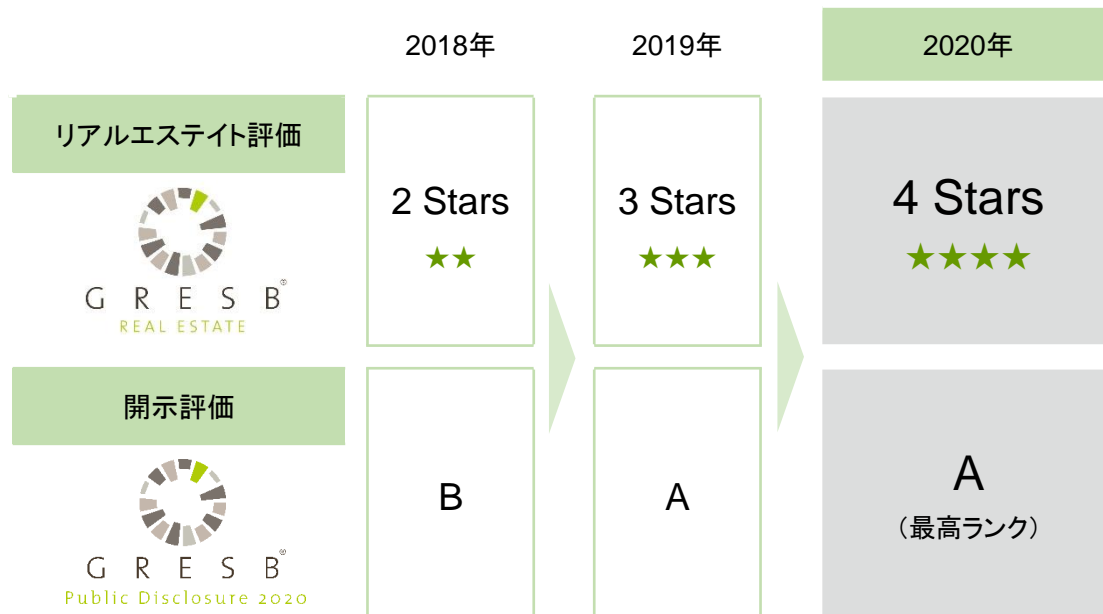 2018年
2019年
2020年
リアルエステイト評価
GRESB®
REAL ESTATE
2 Stars
★★
3 Stars
★★★
4 Stars
★★★★
開示評価
GRESB®
Public Disclosure 2020
B
A
A
（最高ランク）